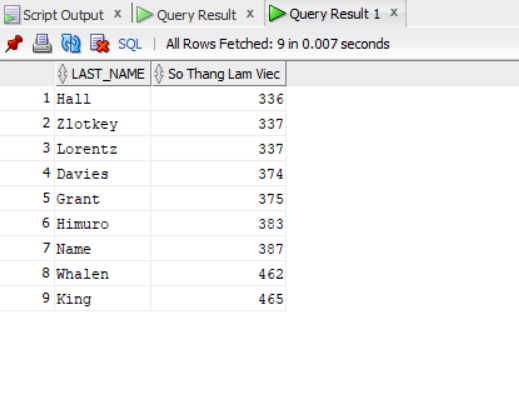 Script Output x Query Result x Query Result 1 x
SQL | All Rows Fetched: 9 in 0.007 seconds
LAST_NAME So Thang Lam Viec
1 Hall 336
2 Zlotkey 337
3 Lorentz 337
4 Davies 374
5 Grant 375
6 Himuro 383
7 Name 387
8 Whalen 462
9 King 465